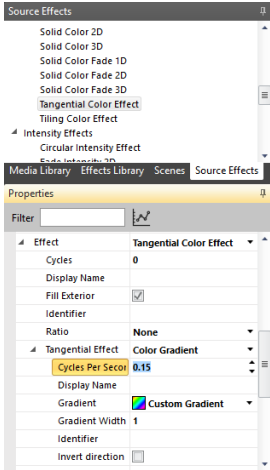 Source Effects
Solid Color 2D
Solid Color 3D
Solid Color Fade 1D
Solid Color Fade 2D
Solid Color Fade 3D
Tangential Color Effect
Tiling Color Effect
Intensity Effects
Circular Intensity Effect
Fade Intensity 2D
Media Library Effects Library Scenes Source Effects
Properties
Filter
Effect Tangential Color Effect
Cycles 0
Display Name
Fill Exterior
Identifier
Ratio None
Tangential Effect Color Gradient
Cycles Per Secor 0.15
Display Name
Gradient Custom Gradient
Gradient Width 1
Identifier
Invert direction